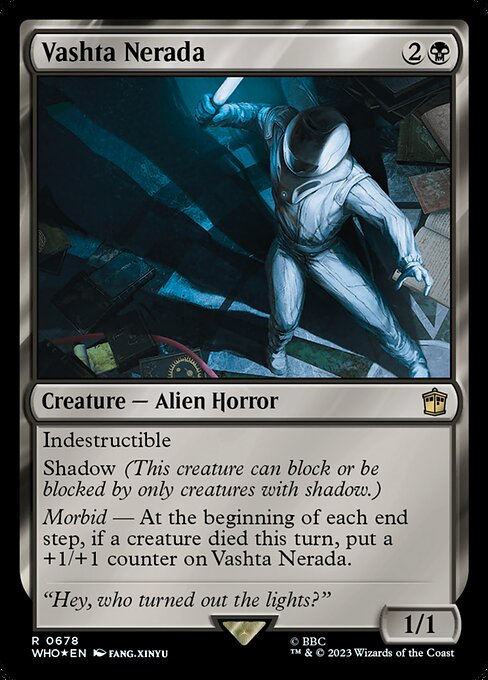 Vashta Nerada 2
Creature — Alien Horror
Indestructible
Shadow (This creature can block or be
blocked by only creatures with shadow.)
Morbid — At the beginning of each end
step, if a creature died this turn, put a
+1/+1 counter on Vashta Nerada.
“Hey, who turned out the lights?”
1/1
R 0678
WHO★EN FANG.XINYU
© BBC
™ & © 2023 Wizards of the Coast